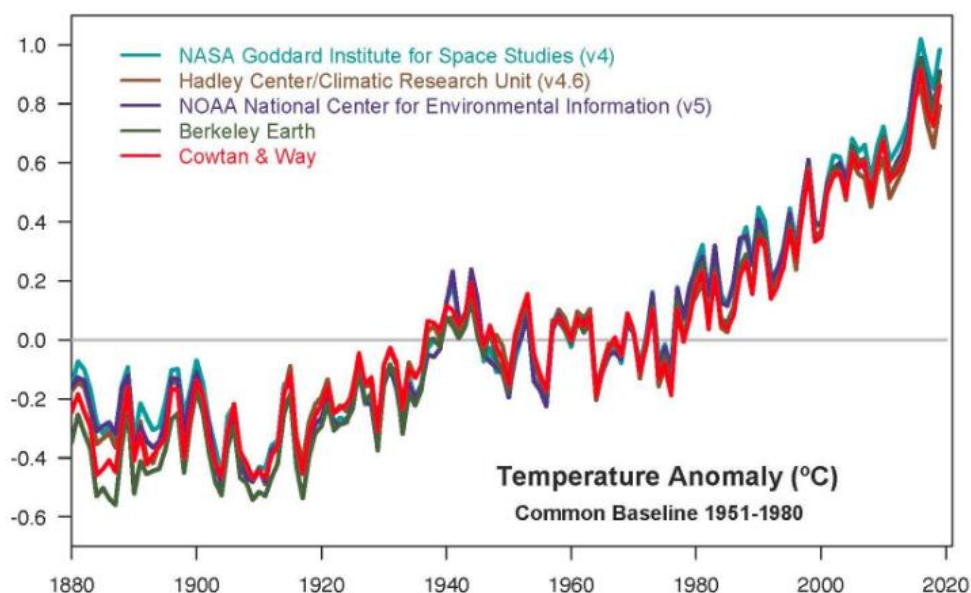 1.0
0.8
0.6
0.4
0.2
0.0
-0.2
-0.4
-0.6
NASA Goddard Institute for Space Studies (v4)
Hadley Center/Climatic Research Unit (v4.6)
NOAA National Center for Environmental Information (v5)
Berkeley Earth
Cowtan & Way
Temperature Anomaly (ºC)
Common Baseline 1951-1980
1880 1900 1920 1940 1960 1980 2000 2020